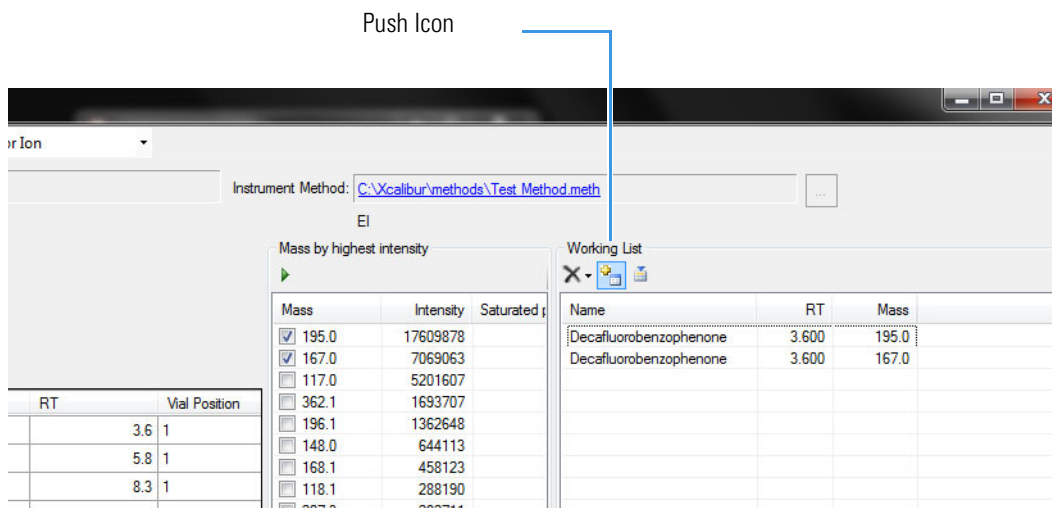 Push Icon
or Ion
Instrument Method: C:\Xcalibur\methods\Test Method.meth ...
EI
Mass by highest intensity
Working List
Mass Intensity Saturated p
Name RT Mass
195.0 17609878
Decafluorobenzophenone 3.600 195.0
167.0 7069063
Decafluorobenzophenone 3.600 167.0
117.0 5201607
362.1 1693707
RT Vial Position
196.1 1362648
3.6 1
148.0 644113
5.8 1
168.1 458123
8.3 1
118.1 288190